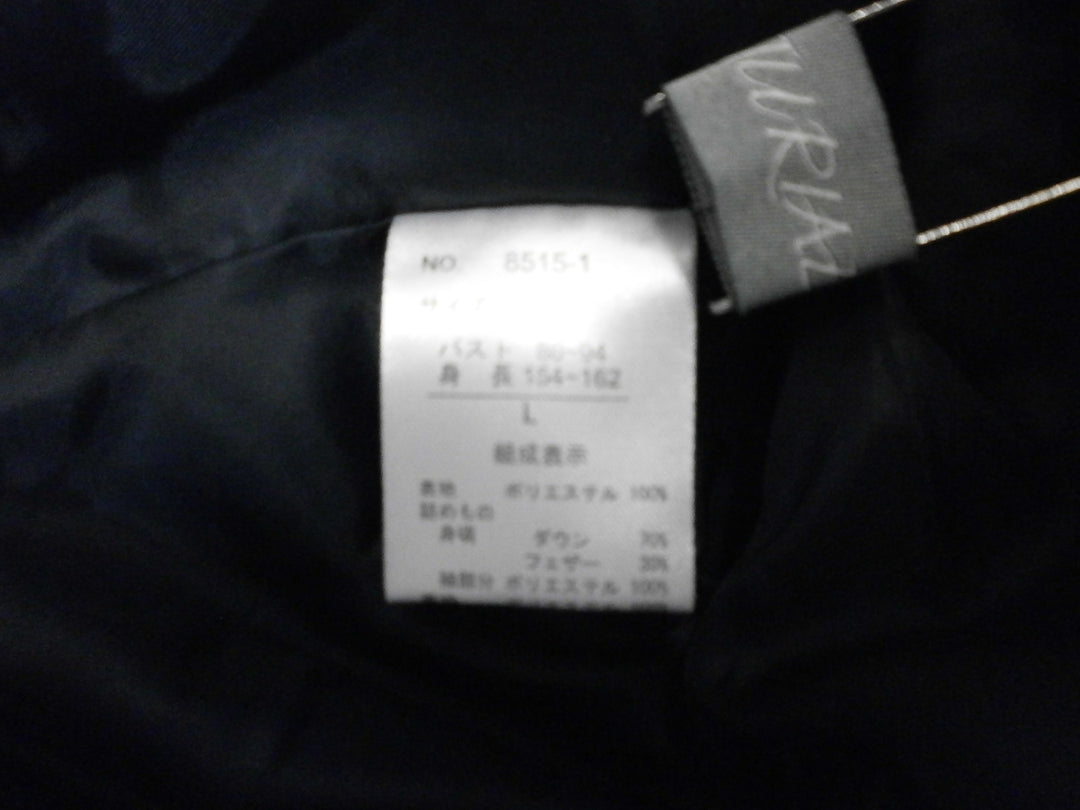 NO. 8515-1
サイズ
バスト 86~94
身 長 154~162
L
組成表示
表地 ポリエステル 100%
詰めもの
身頃 ダウン
フェザー 20%
袖部分 ポリエステル 100%